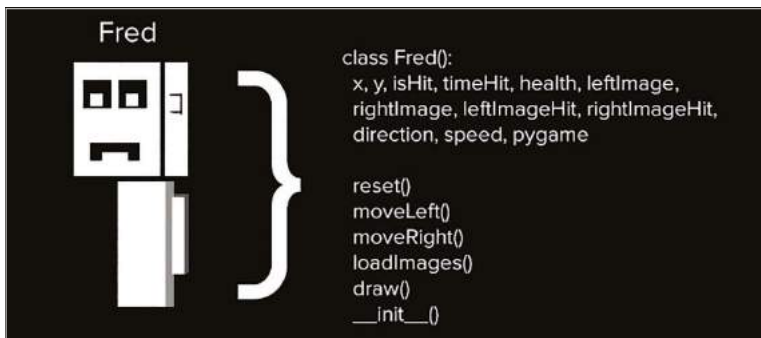 Fred
class Fred():
x, y, isHit, timeHit, health, leftImage,
rightImage, leftImageHit, rightImageHit,
direction, speed, pygame
reset()
moveLeft()
moveRight()
loadImages()
draw()
__init__()